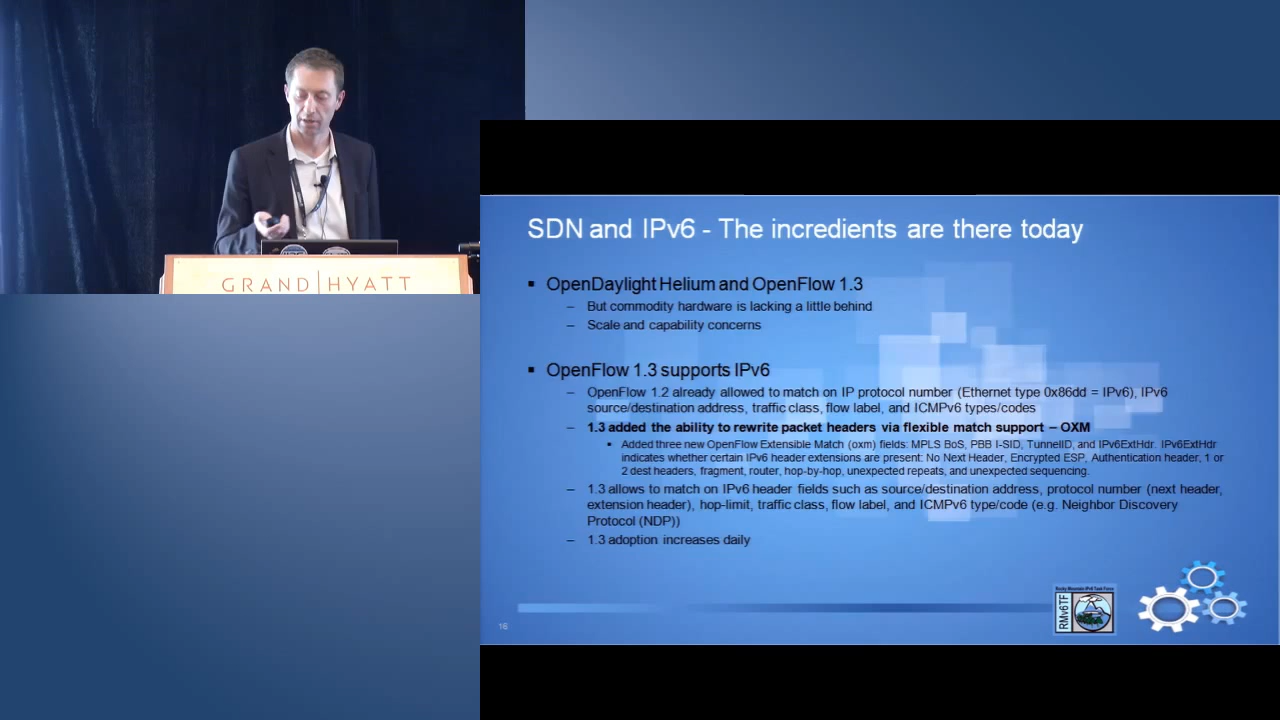 GRAND|HYATT
SDN and IPv6 - The incredients are there today
▪ OpenDaylight Helium and OpenFlow 1.3
– But commodity hardware is lacking a little behind
– Scale and capability concerns
▪ OpenFlow 1.3 supports IPv6
– OpenFlow 1.2 already allowed to match on IP protocol number (Ethernet type 0x86dd = IPv6), IPv6
source/destination address, traffic class, flow label, and ICMPv6 types/codes
– 1.3 added the ability to rewrite packet headers via flexible match support – OXM
▪ Added three new OpenFlow Extensible Match (oxm) fields: MPLS BoS, PBB I-SID, TunnelID, and IPv6ExtHdr. IPv6ExtHdr
indicates whether certain IPv6 header extensions are present: No Next Header, Encrypted ESP, Authentication header, 1 or
2 dest headers, fragment, router, hop-by-hop, unexpected repeats, and unexpected sequencing.
– 1.3 allows to match on IPv6 header fields such as source/destination address, protocol number (next header,
extension header), hop-limit, traffic class, flow label, and ICMPv6 type/code (e.g. Neighbor Discovery
Protocol (NDP))
– 1.3 adoption increases daily
Rocky Mountain IPv6 Task Force
RMv6TF
16